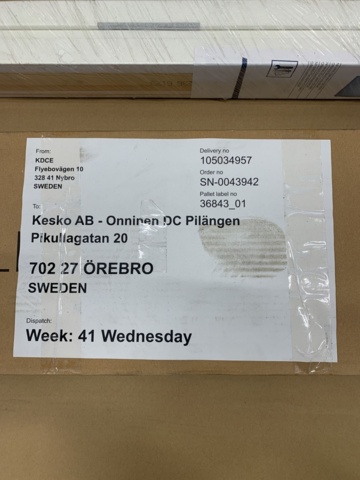 From:
KDCE
Flyebovägen 10
328 41 Nybro
SWEDEN
Delivery no
105034957
Order no
SN-0043942
Pallet label no
36843_01
To:
Kesko AB - Onninen DC Pilängen
Pikullagatan 20
702 27 ÖREBRO
SWEDEN
Dispatch:
Week: 41 Wednesday